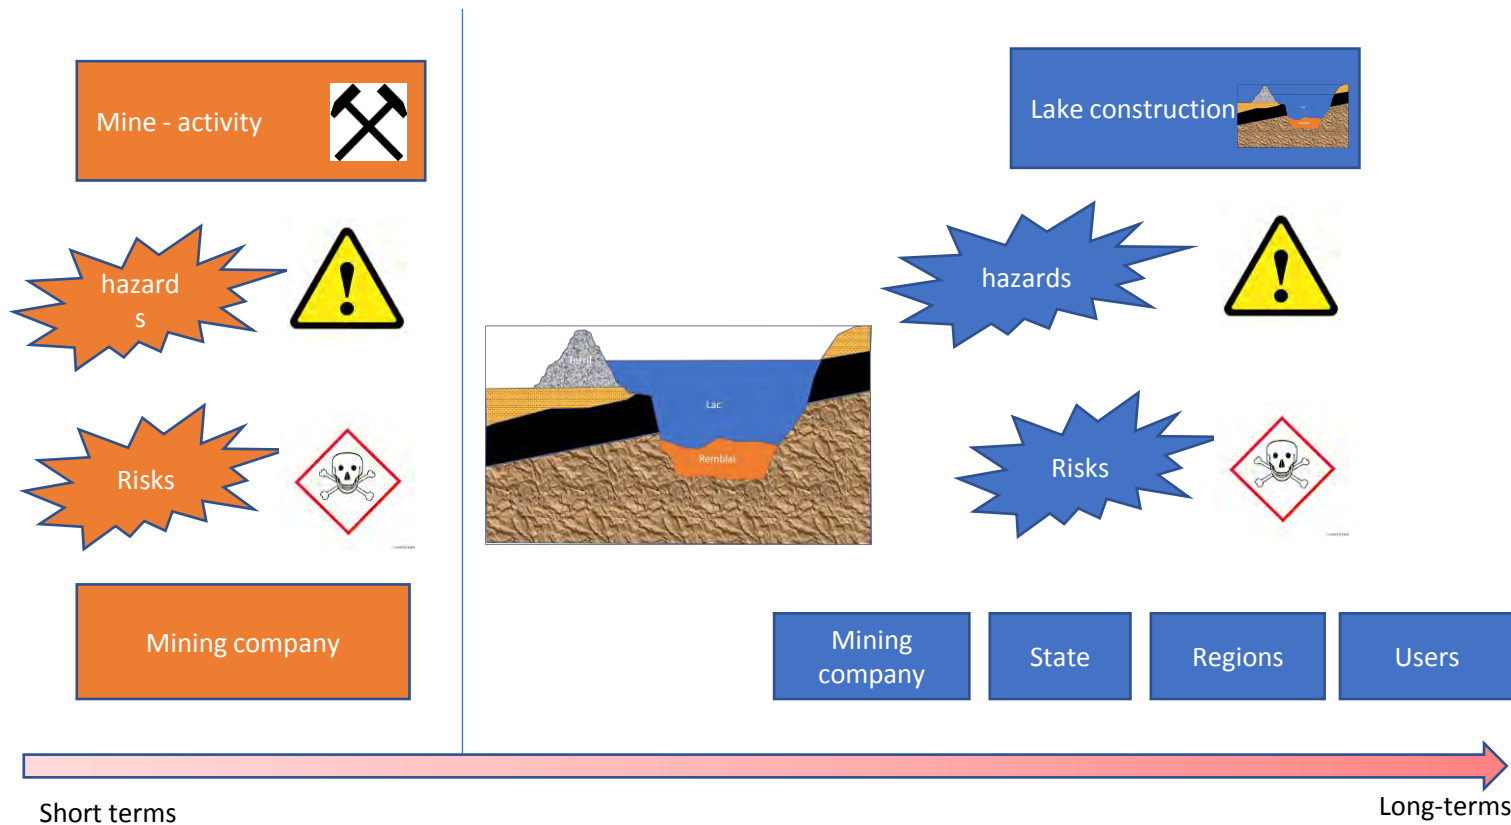 Mine - activity
Lake construction
hazard
s
hazards
Terril
Lac
Remblai
Risks
Risks
Mining company
Mining
company
State
Regions
Users
Short terms
Long-terms